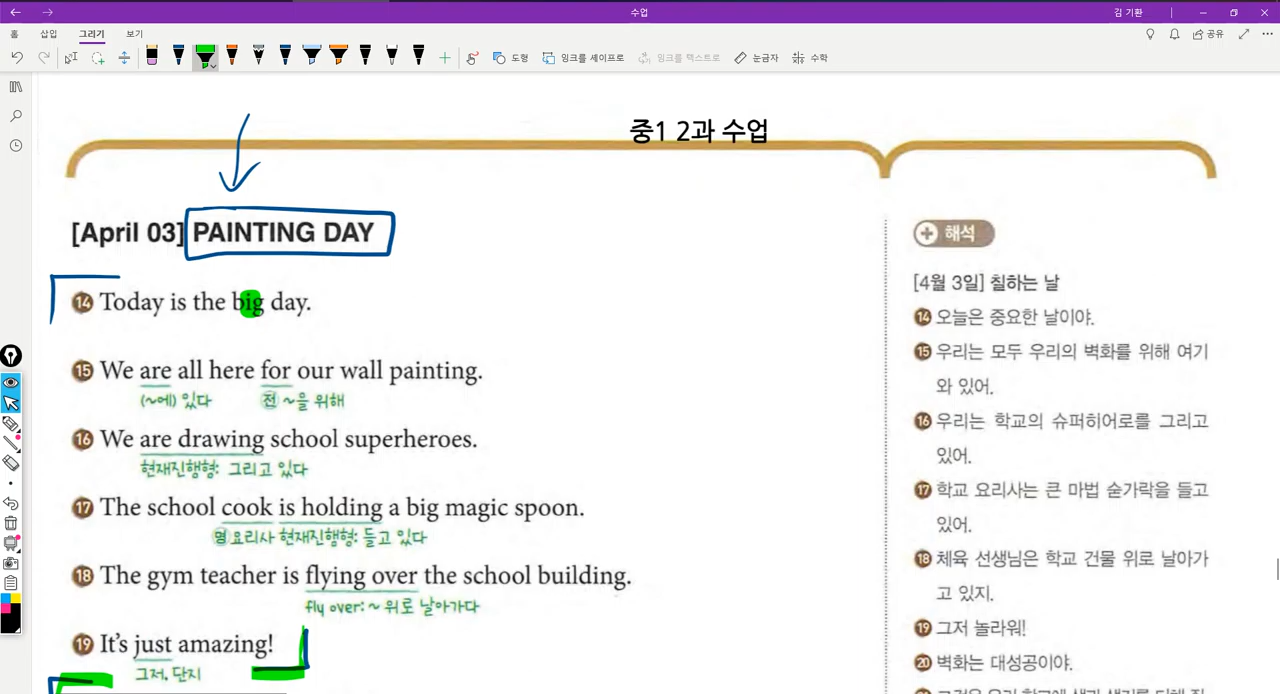 수업
김 기환
홈 삽입 그리기 보기
공유
도형 잉크를 셰이프로 잉크를 텍스트로 눈금자 수학
중1 2과 수업
[April 03] PAINTING DAY
⑭ Today is the big day.
⑮ We are all here for our wall painting.
(~에) 있다 전 ~을 위해
⑯ We are drawing school superheroes.
현재진행형: 그리고 있다
⑰ The school cook is holding a big magic spoon.
명 요리사 현재진행형: 들고 있다
⑱ The gym teacher is flying over the school building.
fly over: ~ 위로 날아가다
⑲ It's just amazing!
그저, 단지
해석
[4월 3일] 칠하는 날
⑭ 오늘은 중요한 날이야.
⑮ 우리는 모두 우리의 벽화를 위해 여기
와 있어.
⑯ 우리는 학교의 슈퍼히어로를 그리고
있어.
⑰ 학교 요리사는 큰 마법 숟가락을 들고
있어.
⑱ 체육 선생님은 학교 건물 위로 날아가
고 있지.
⑲ 그저 놀라워!
⑳ 벽화는 대성공이야.